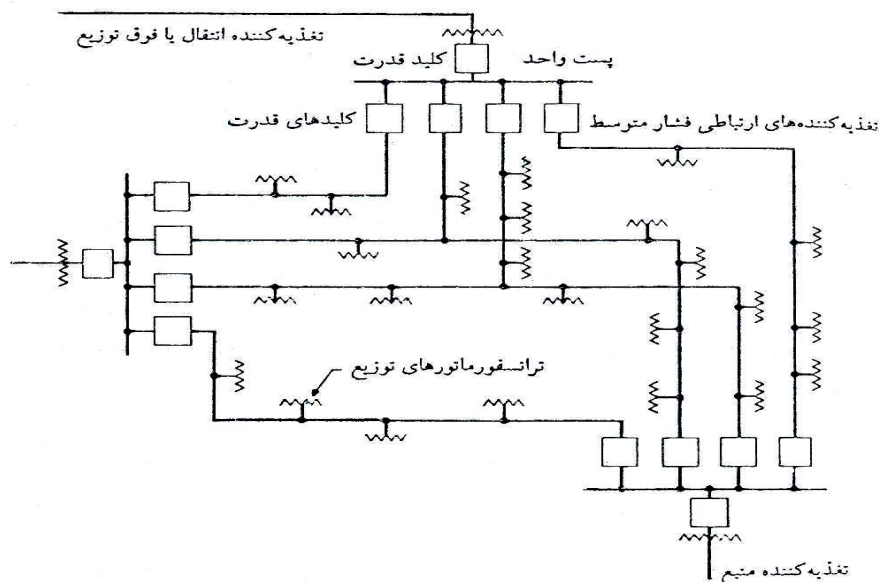 تغذیه‌کننده انتقال یا فوق توزیع
کلید قدرت
پست واحد
کلیدهای قدرت
تغذیه‌کننده‌های ارتباطی فشار متوسط
ترانسفورماتورهای توزیع
تغذیه‌کننده منبع